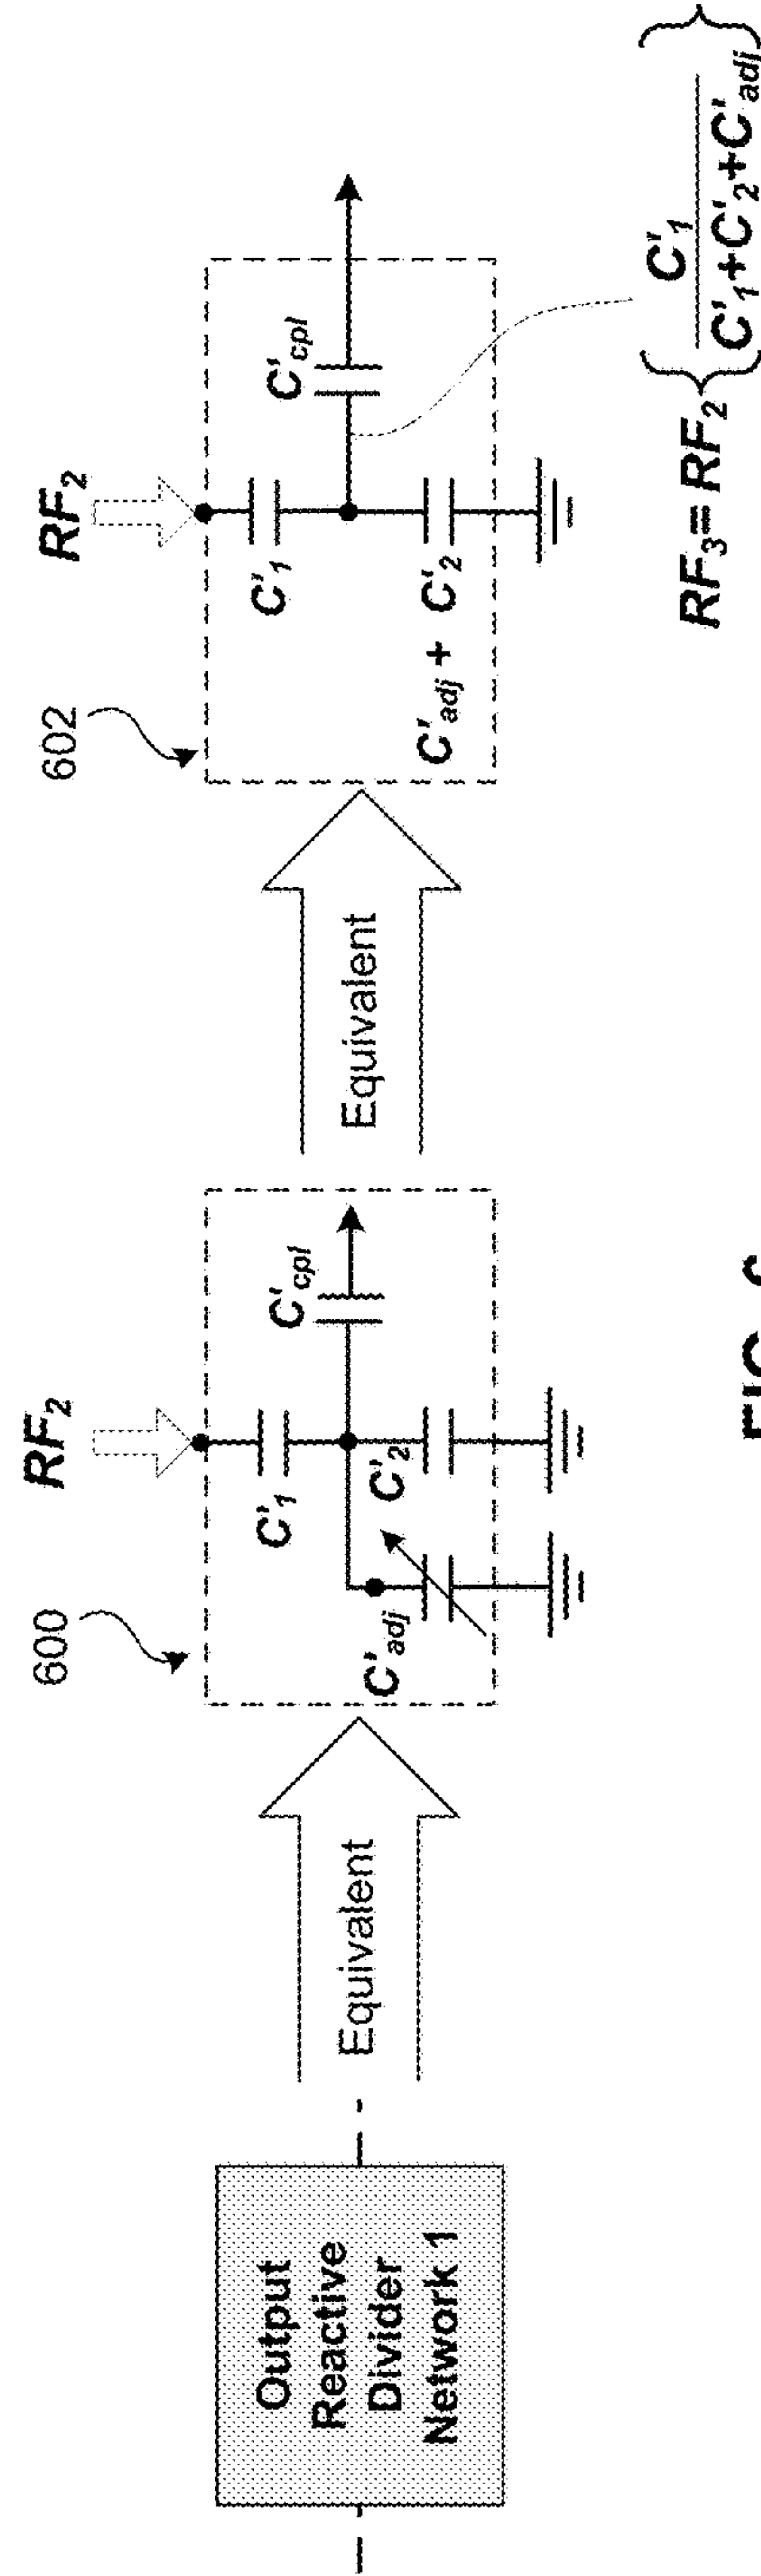 Output
Reactive
Divider
Network 1
Equivalent
600
RF2
C'1
C'cpl
C'adj
C'2
Equivalent
602
RF2
C'1
C'cpl
C'adj + C'2
RF3=RF2{C'1/C'1+C'2+C'adj}